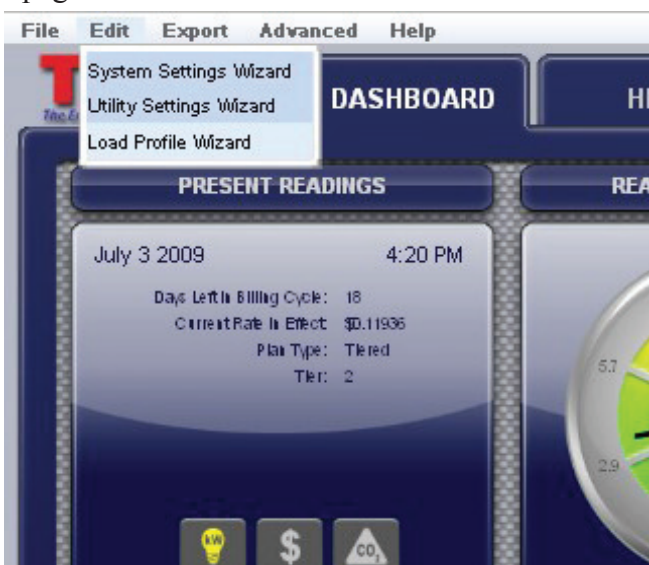 File Edit Export Advanced Help
System Settings Wizard
Utility Settings Wizard
Load Profile Wizard
DASHBOARD
PRESENT READINGS
July 3 2009 4:20 PM
Days Left in Billing Cycle: 18
Current Rate In Effect: $0.11936
Plan Type: Tiered
Tier: 2
5.7
2.9
kW
$
CO₂